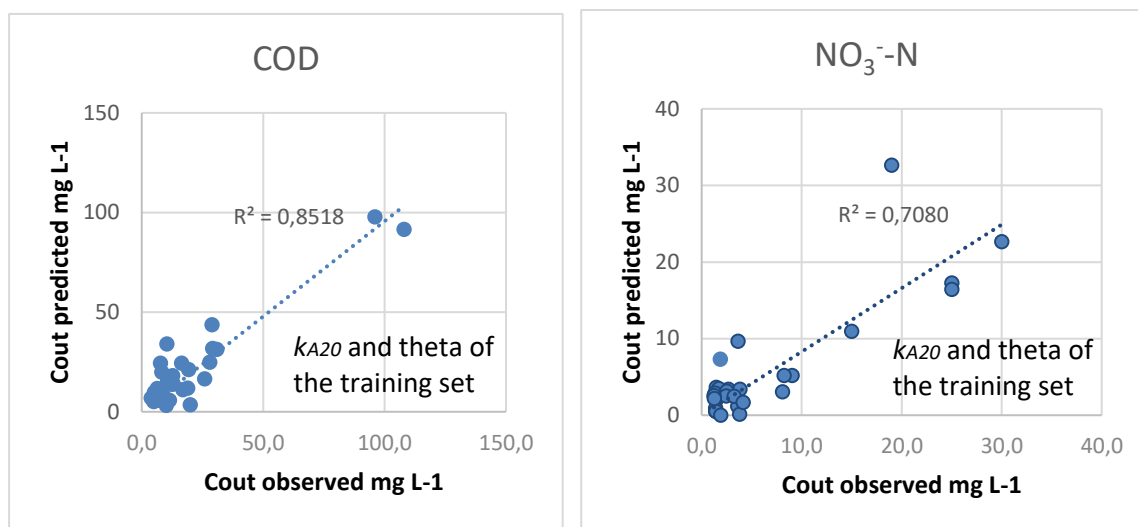 COD
Cout predicted mg L-1
150
100
50
0
R² = 0,8518
kA20 and theta of
the training set
0,0 50,0 100,0 150,0
Cout observed mg L-1
NO₃⁻-N
Cout predicted mg L-1
40
30
20
10
0
R² = 0,7080
kA20 and theta of
the training set
0,0 10,0 20,0 30,0 40,0
Cout observed mg L-1